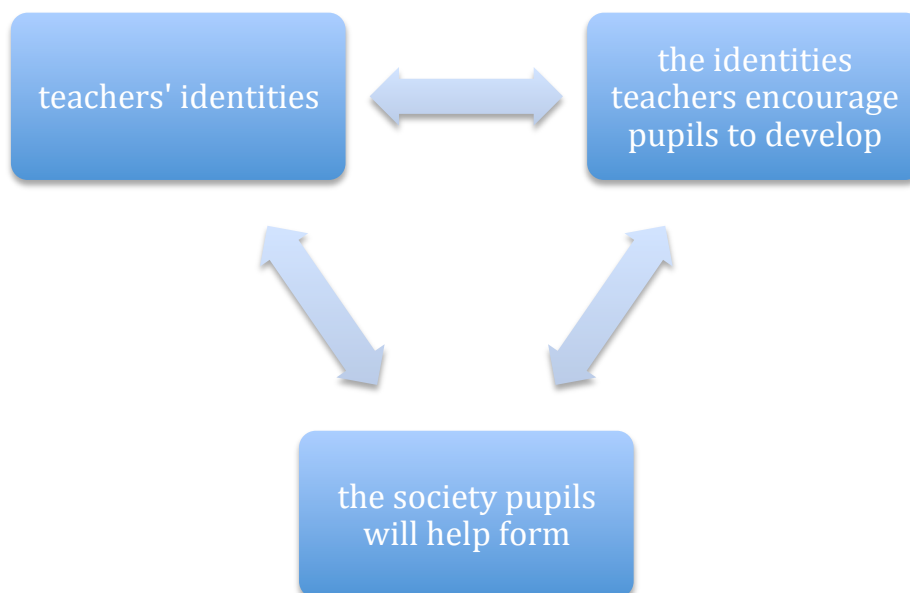 teachers' identities
the identities
teachers encourage
pupils to develop
the society pupils
will help form